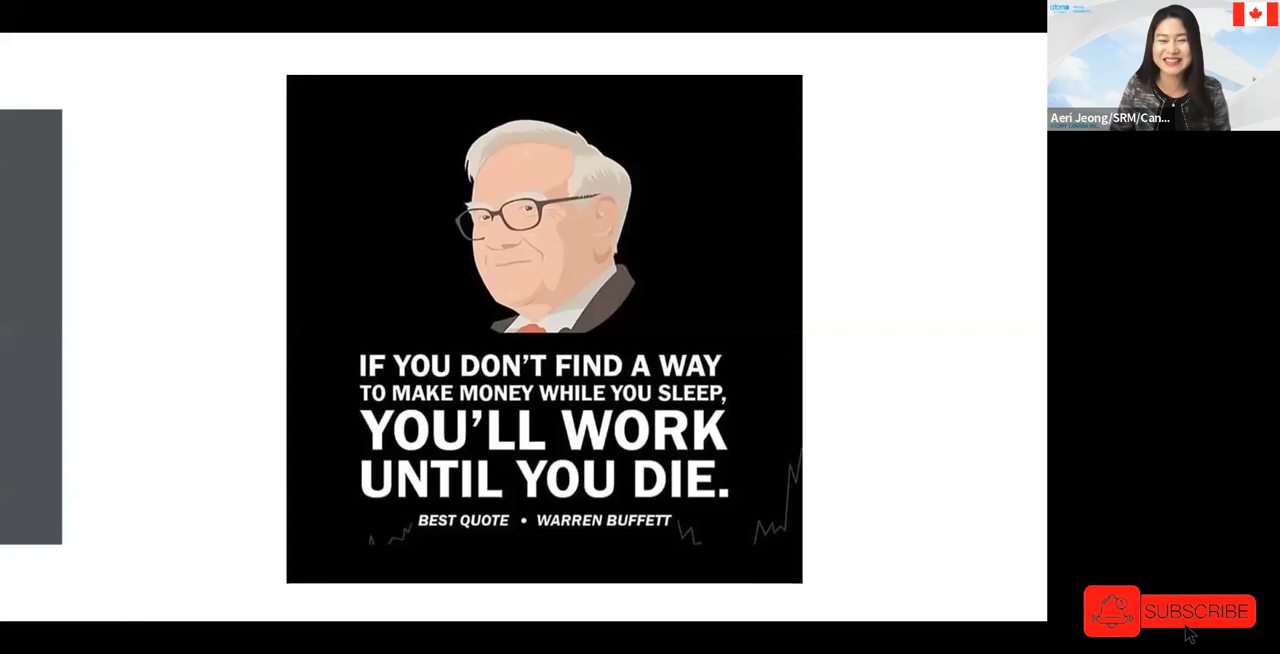 IF YOU DON'T FIND A WAY
TO MAKE MONEY WHILE YOU SLEEP,
YOU'LL WORK
UNTIL YOU DIE.
BEST QUOTE • WARREN BUFFETT
atomy
Aeri Jeong/SRM/Can...
SUBSCRIBE